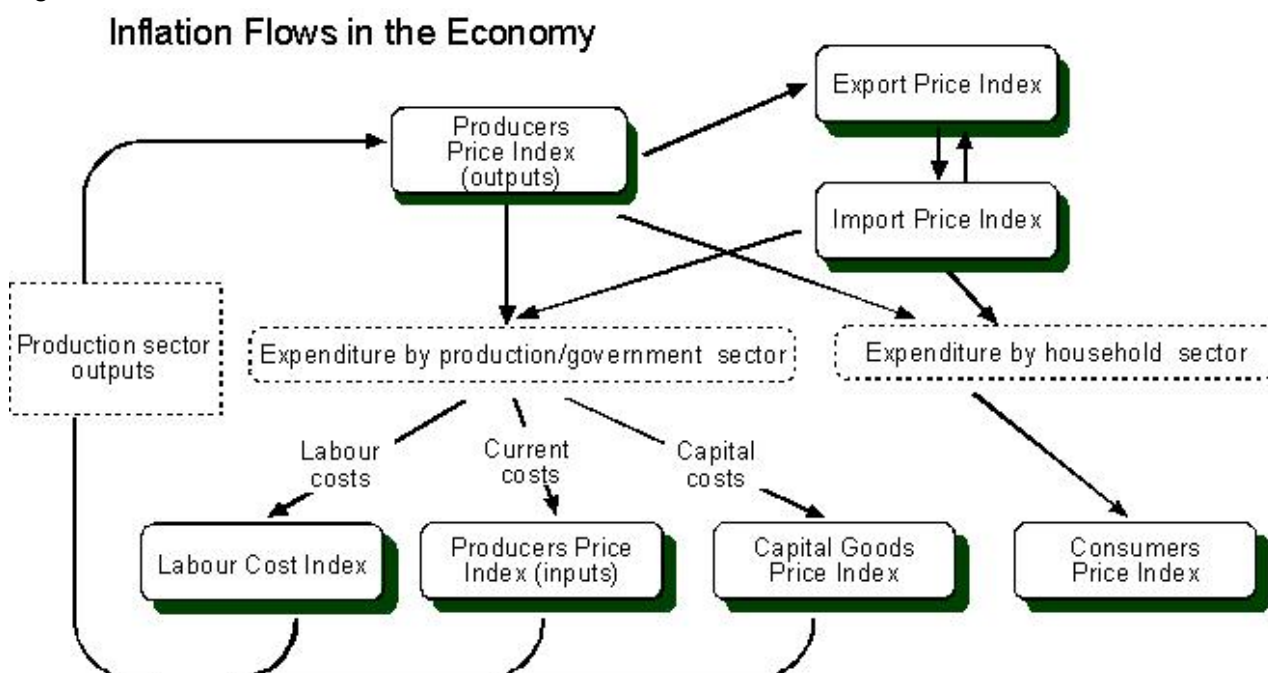 Inflation Flows in the Economy
Export Price Index
Producers
Price Index
(outputs)
Import Price Index
Production sector
outputs
Expenditure by production/government sector
Expenditure by household sector
Labour
costs
Current
costs
Capital
costs
Labour Cost Index
Producers Price
Index (inputs)
Capital Goods
Price Index
Consumers
Price Index